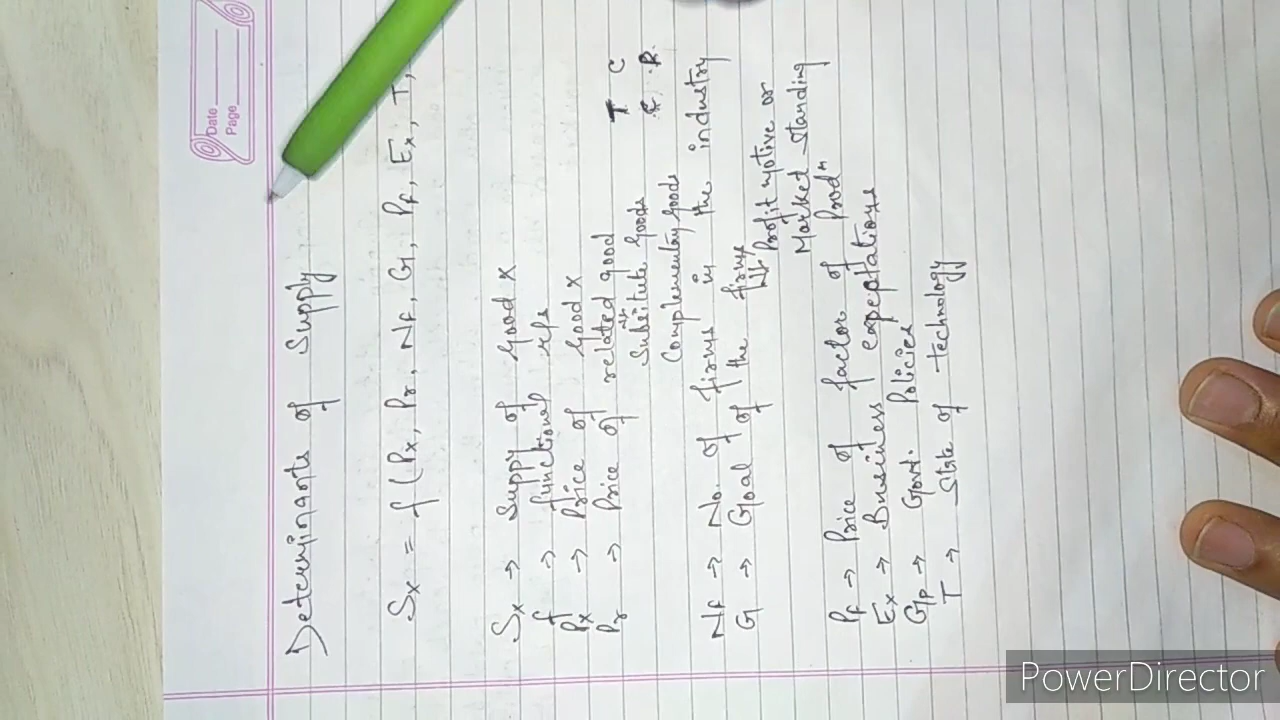 Date
Page
Determinants of Supply
Sx = f (Px, Pr, Nf, G, Pf, Ex, T,
Sx → Supply of Good x
f → functional r/s
Px → Price of Good x
Pr → Price of related good T C
Substitute Goods C. R.
Complementary Goods
Nf → No. of firms in the industry
G → Goal of the firms
Profit motive or
Market Standing
Pf → Price of factor of Prodⁿ
Ex → Business expeptations
G/p → Govt. Policies
T → State of technology
PowerDirector